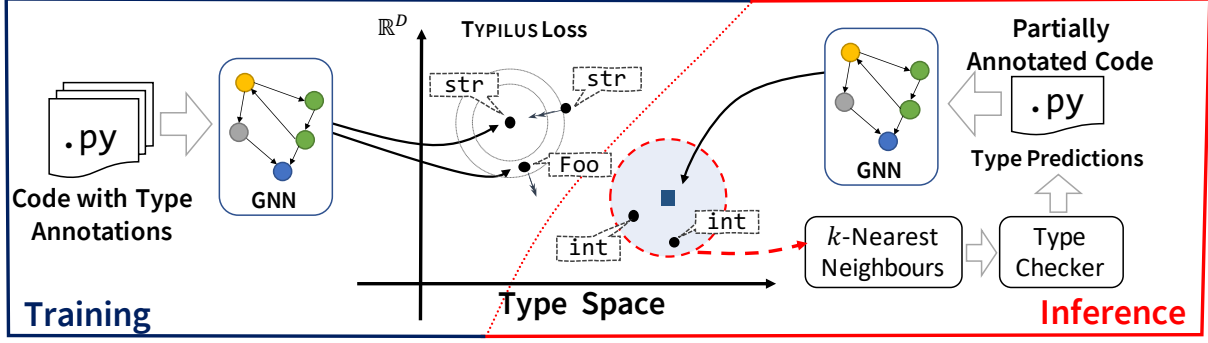 ℝᴰ
TYPILUS LOSS
str
str
Foo
.py
GNN
Code with Type
Annotations
Training
Type Space
int
int
GNN
Partially
Annotated Code
.py
Type Predictions
k-Nearest
Neighbours
Type
Checker
Inference